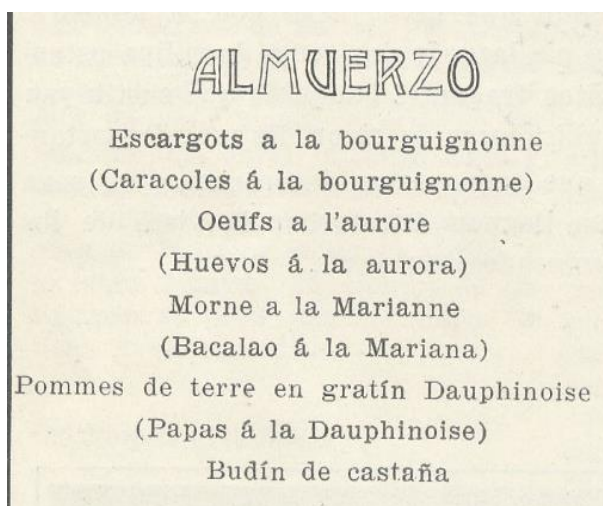 ALMUERZO
Escargots a la bourguignonne
(Caracoles á la bourguignonne)
Oeufs a l'aurore
(Huevos á la aurora)
Morne a la Marianne
(Bacalao á la Mariana)
Pommes de terre en gratín Dauphinoise
(Papas á la Dauphinoise)
Budín de castaña